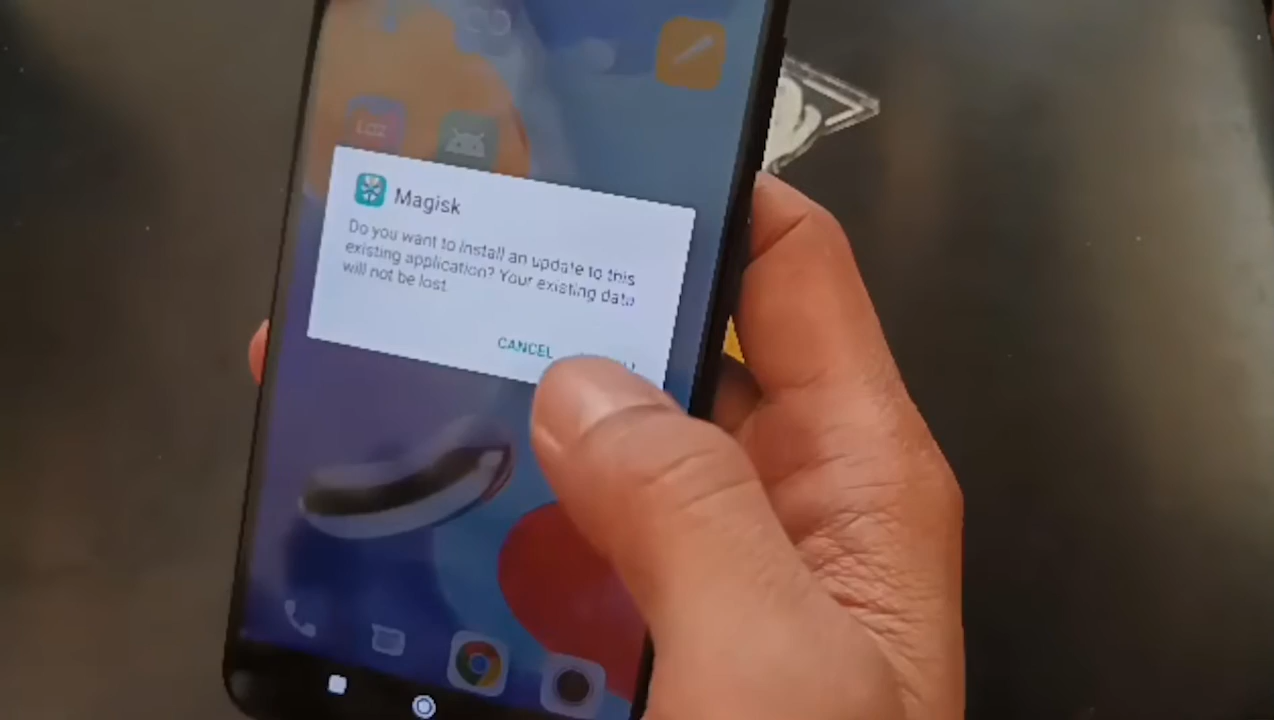 Laz
Magisk
Do you want to install an update to this
existing application? Your existing data
will not be lost.
CANCEL